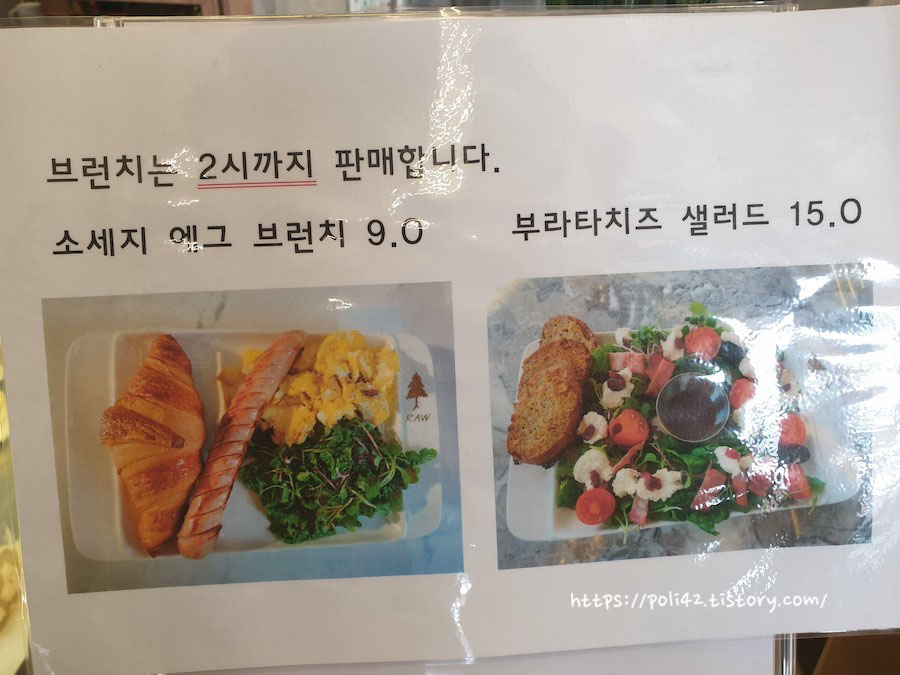 브런치는 2시까지 판매합니다.
소세지 에그 브런치 9.0
부라타치즈 샐러드 15.0
RAW
https://poli42.tistory.com/